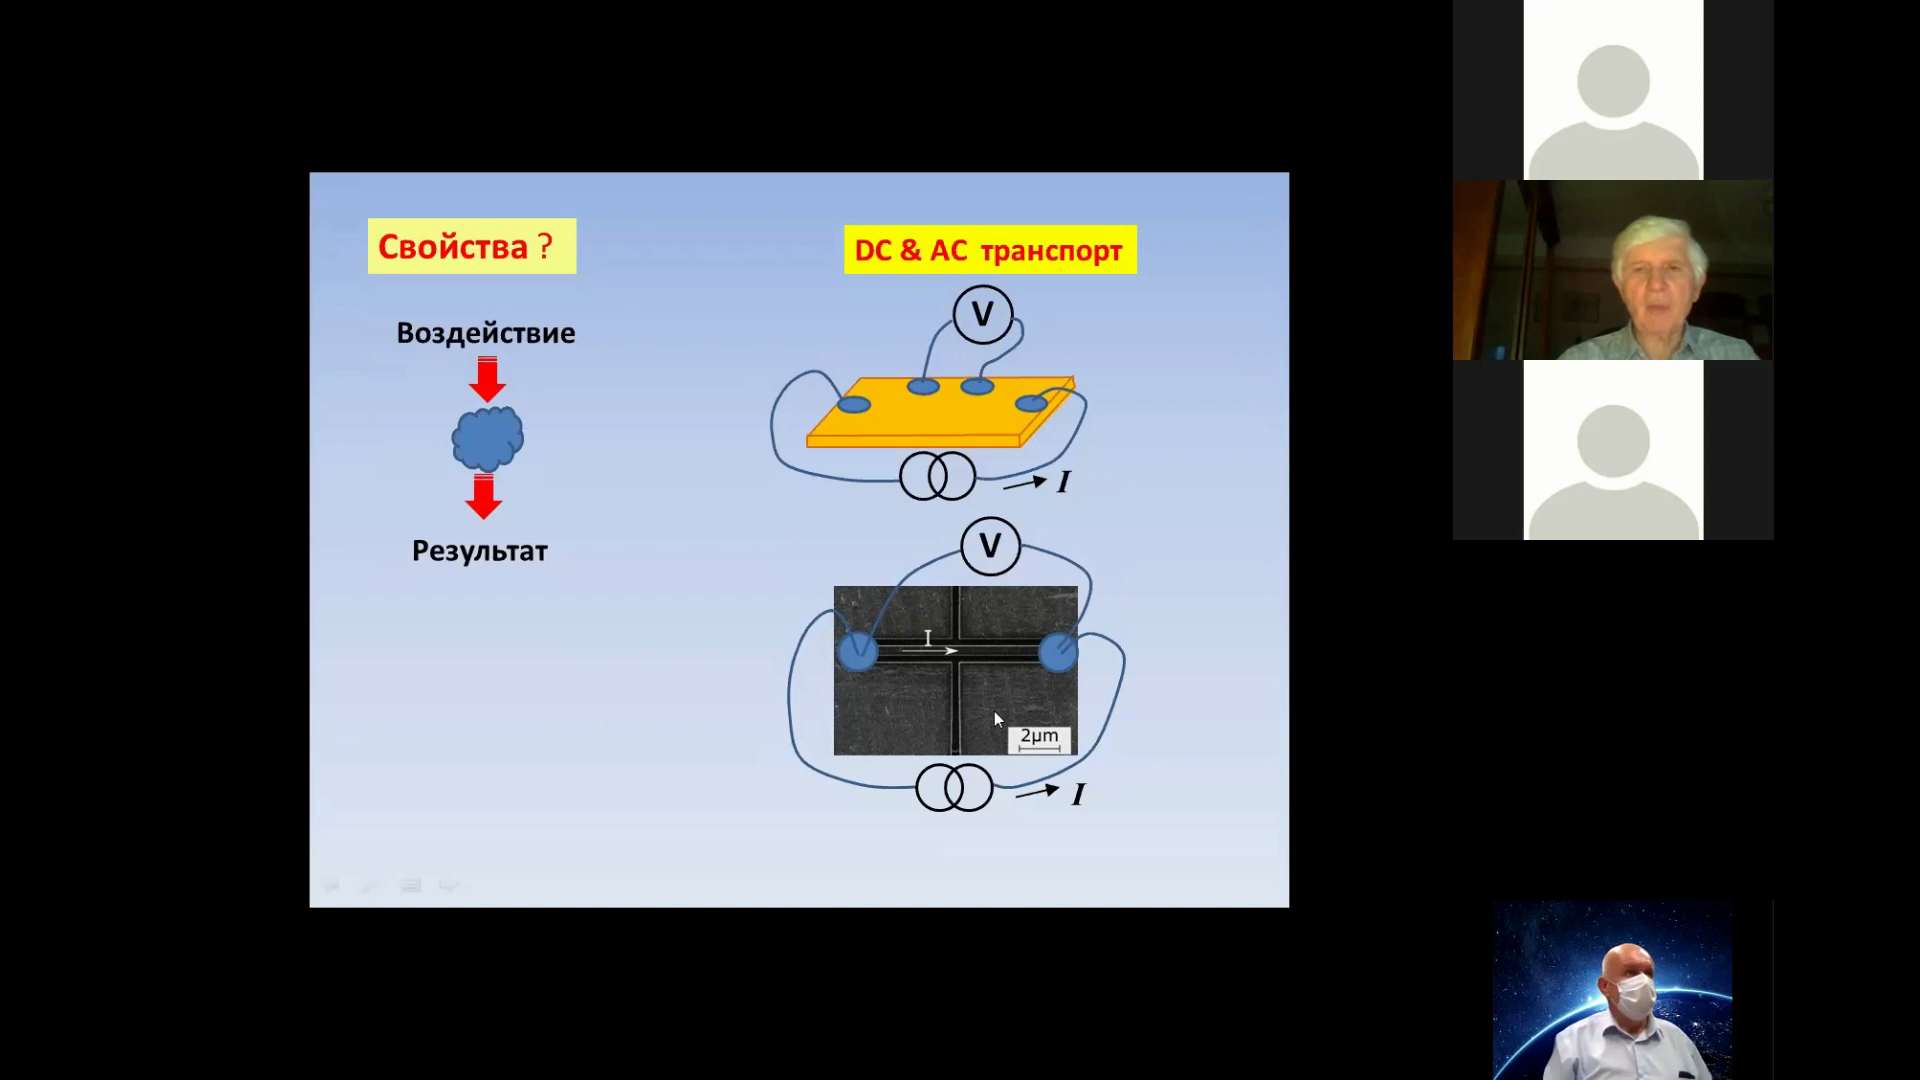 Свойства ?
Воздействие
Результат
DC & AC транспорт
V
I
V
I
2μm
I